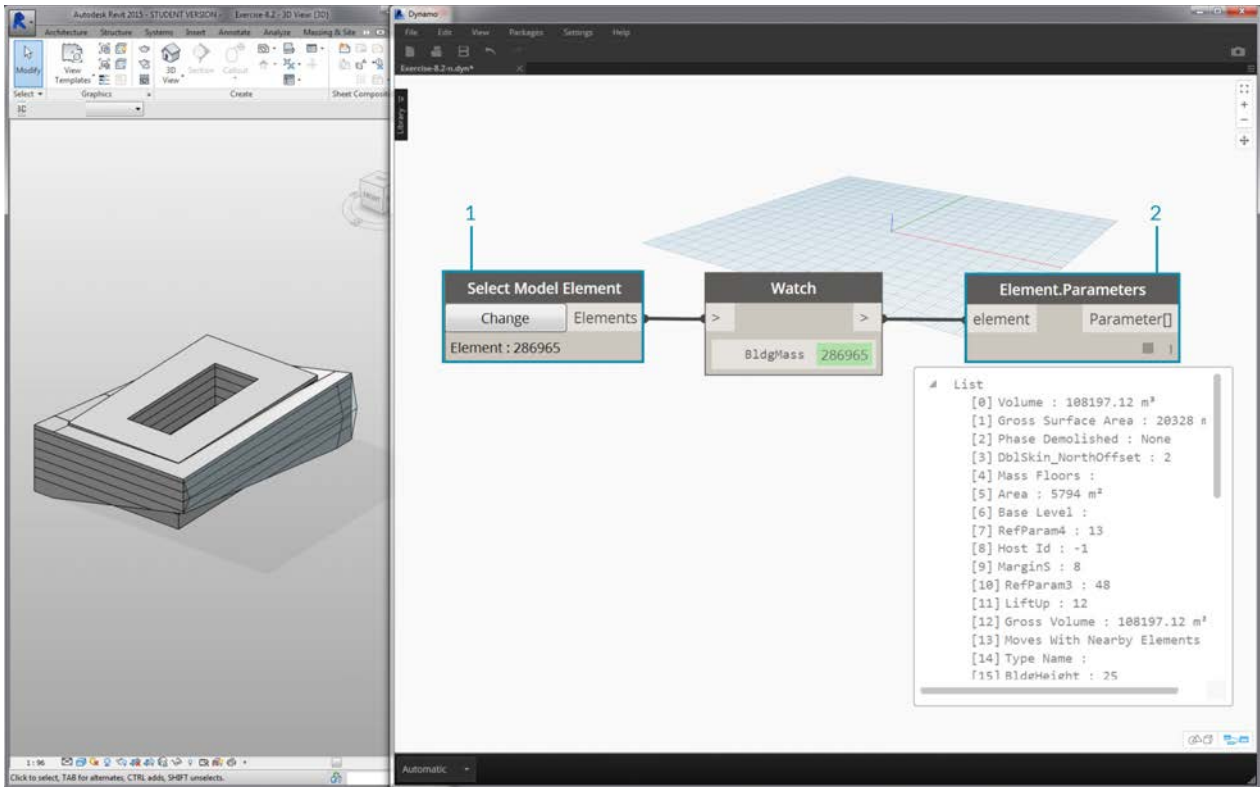 Autodesk Revit 2015 - STUDENT VERSION - Exercise-8.2 - 3D View: {3D}
Architecture Structure Systems Insert Annotate Analyze Massing & Site
Modify
View Templates
3D View
Section
Callout
Select
Graphics
Create
Sheet Composit
1 : 96
Click to select, TAB for alternates, CTRL adds, SHIFT unselects.
Dynamo
File Edit View Packages Settings Help
Exercise-8.2-n.dyn*
Library
FRONT
1
2
Select Model Element
Change Elements
Element : 286965
Watch
> >
BldgMass 286965
Element.Parameters
element Parameter[]
List
[0] Volume : 108197.12 m³
[1] Gross Surface Area : 20328 m
[2] Phase Demolished : None
[3] DblSkin_NorthOffset : 2
[4] Mass Floors :
[5] Area : 5794 m²
[6] Base Level :
[7] RefParam4 : 13
[8] Host Id : -1
[9] MarginS : 8
[10] RefParam3 : 48
[11] LiftUp : 12
[12] Gross Volume : 108197.12 m³
[13] Moves With Nearby Elements
[14] Type Name :
[15] BldgHeight : 25
Automatic